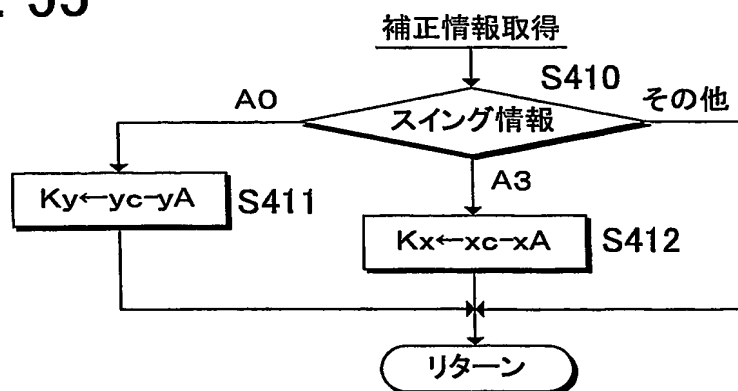 補正情報取得
S410
A0
スイング情報
その他
A3
Ky←yc-yA
S411
Kx←xc-xA
S412
リターン